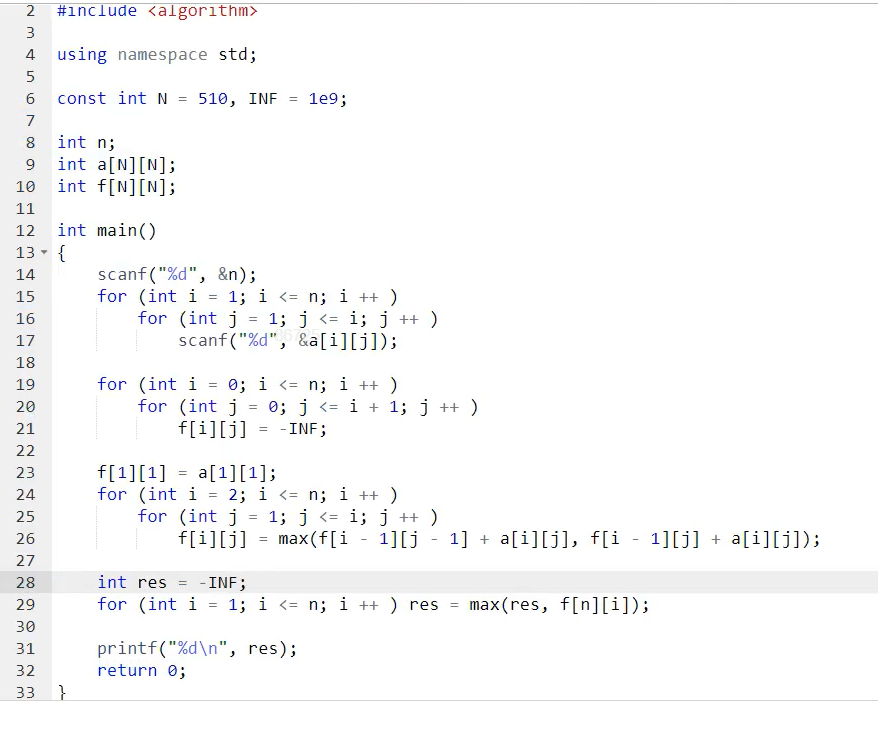 2 #include <algorithm>
3
4 using namespace std;
5
6 const int N = 510, INF = 1e9;
7
8 int n;
9 int a[N][N];
10 int f[N][N];
11
12 int main()
13 {
14     scanf("%d", &n);
15     for (int i = 1; i <= n; i ++ )
16         for (int j = 1; j <= i; j ++ )
17             scanf("%d", &a[i][j]);
18
19     for (int i = 0; i <= n; i ++ )
20         for (int j = 0; j <= i + 1; j ++ )
21             f[i][j] = -INF;
22
23     f[1][1] = a[1][1];
24     for (int i = 2; i <= n; i ++ )
25         for (int j = 1; j <= i; j ++ )
26             f[i][j] = max(f[i - 1][j - 1] + a[i][j], f[i - 1][j] + a[i][j]);
27
28     int res = -INF;
29     for (int i = 1; i <= n; i ++ ) res = max(res, f[n][i]);
30
31     printf("%d\n", res);
32     return 0;
33 }